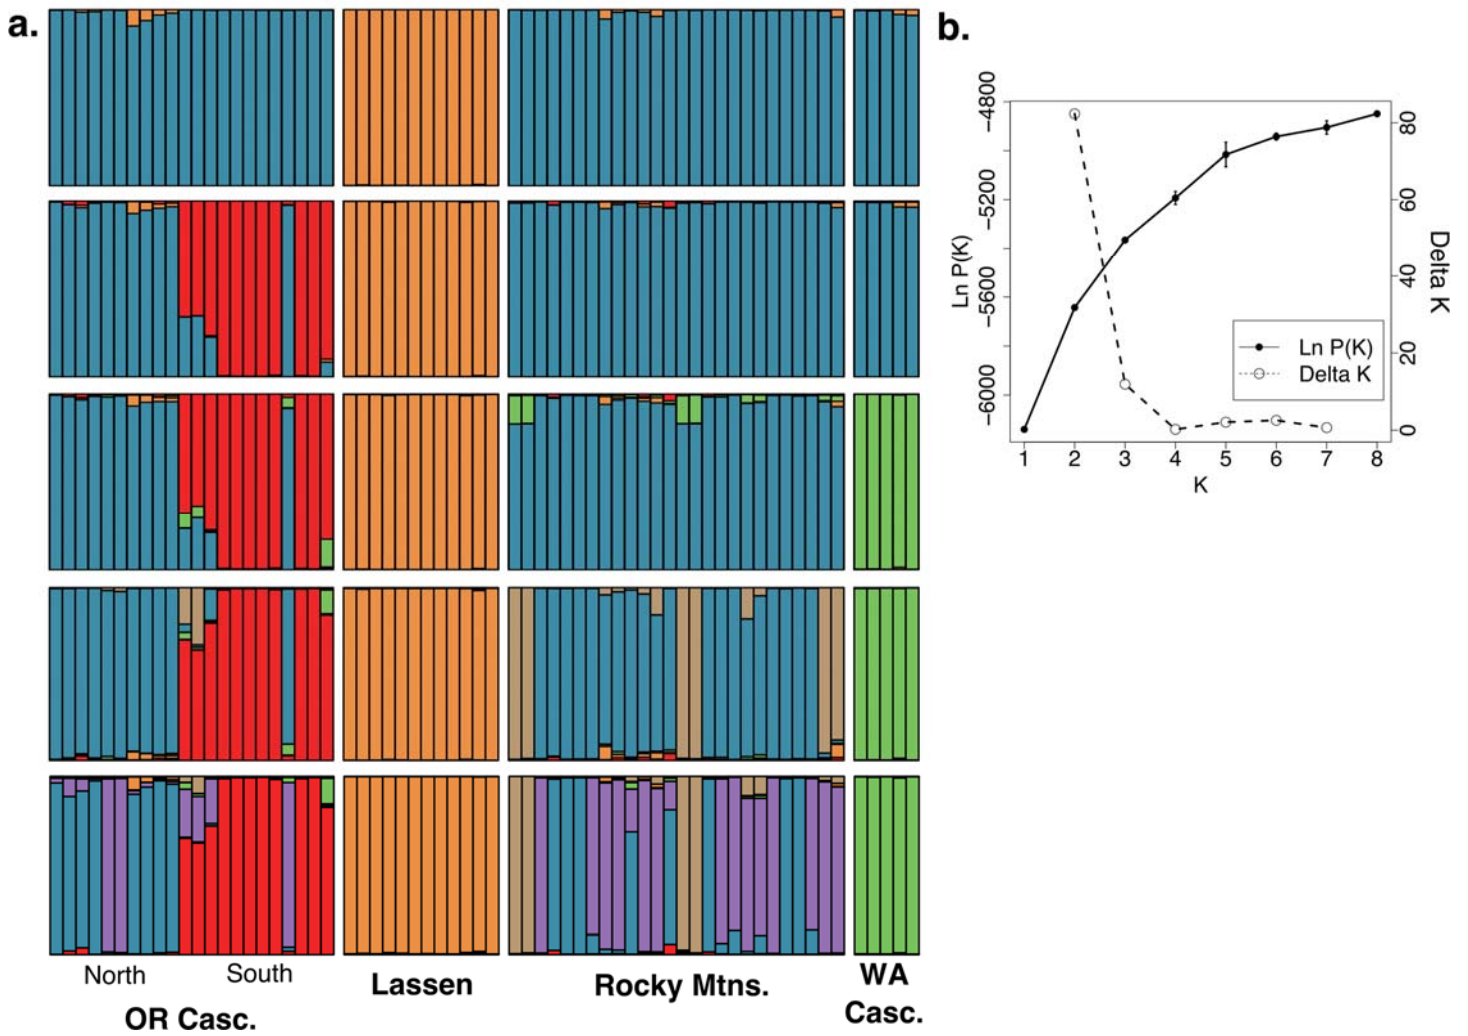 a.
North
South
OR Casc.
Lassen
Rocky Mtns.
WA
Casc.
b.
Ln P(K)
−4800
−5200
−5600
−6000
Delta K
80
60
40
20
0
Ln P(K)
Delta K
1 2 3 4 5 6 7 8
K